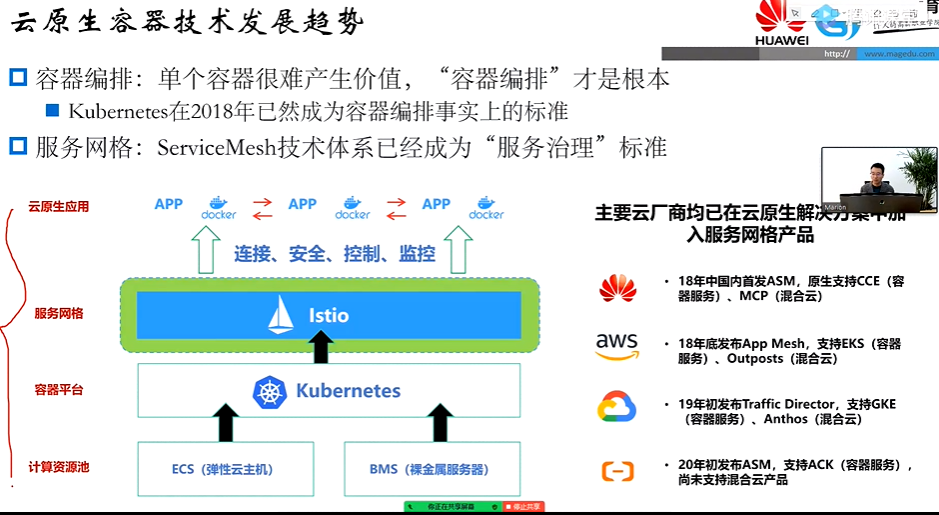 云原生容器技术发展趋势
HUAWEI
http://
www.magedu.com
容器编排：单个容器很难产生价值，“容器编排”才是根本
Kubernetes在2018年已然成为容器编排事实上的标准
服务网格：ServiceMesh技术体系已经成为“服务治理”标准
Marion
云原生应用
APP
docker
APP
docker
APP
docker
连接、安全、控制、监控
服务网格
Istio
容器平台
Kubernetes
计算资源池
ECS（弹性云主机）
BMS（裸金属服务器）
主要云厂商均已在云原生解决方案中加
入服务网格产品
• 18年中国内首发ASM，原生支持CCE（容
器服务）、MCP（混合云）
aws
• 18年底发布App Mesh，支持EKS（容器
服务）、Outposts（混合云）
• 19年初发布Traffic Director，支持GKE
（容器服务）、Anthos（混合云）
• 20年初发布ASM，支持ACK（容器服务），
尚未支持混合云产品
你正在共享屏幕
停止共享